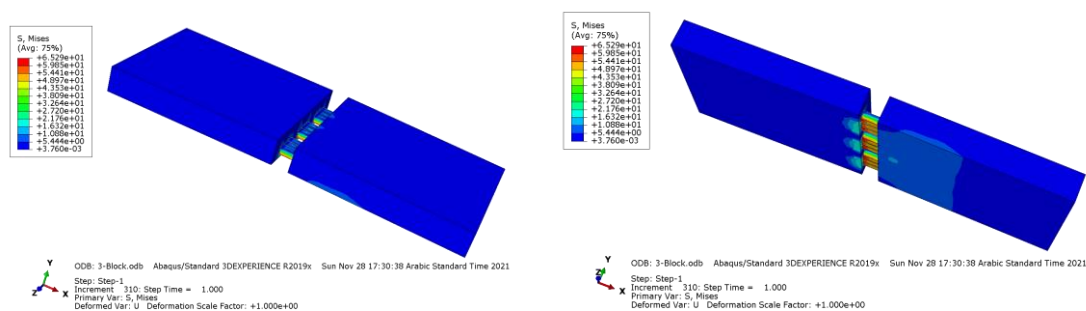 S, Mises
(Avg: 75%)
+6.529e+01
+5.985e+01
+5.441e+01
+4.897e+01
+4.353e+01
+3.809e+01
+3.264e+01
+2.720e+01
+2.176e+01
+1.632e+01
+1.088e+01
+5.444e+00
+3.760e-03
Y
Z
X
ODB: 3-Block.odb Abaqus/Standard 3DEXPERIENCE R2019x Sun Nov 28 17:30:38 Arabic Standard Time 2021
Step: Step-1
Increment 310: Step Time = 1.000
Primary Var: S, Mises
Deformed Var: U Deformation Scale Factor: +1.000e+00
S, Mises
(Avg: 75%)
+6.529e+01
+5.985e+01
+5.441e+01
+4.897e+01
+4.353e+01
+3.809e+01
+3.264e+01
+2.720e+01
+2.176e+01
+1.632e+01
+1.088e+01
+5.444e+00
+3.760e-03
Y
Z
X
ODB: 3-Block.odb Abaqus/Standard 3DEXPERIENCE R2019x Sun Nov 28 17:30:38 Arabic Standard Time 2021
Step: Step-1
Increment 310: Step Time = 1.000
Primary Var: S, Mises
Deformed Var: U Deformation Scale Factor: +1.000e+00